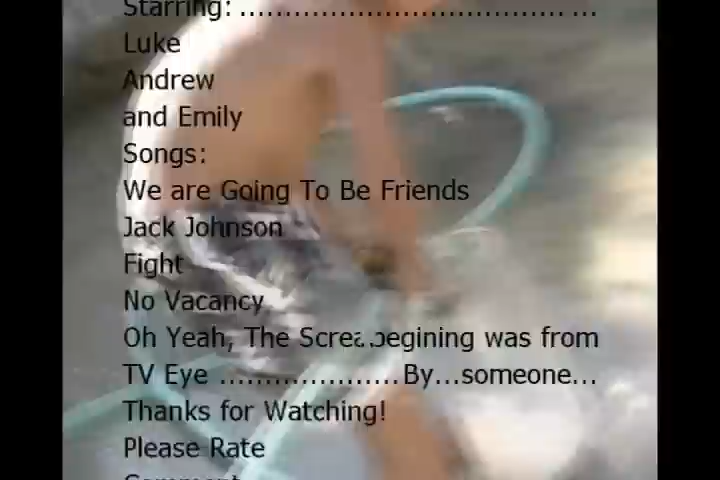 Starring: .................................... ...
Luke
Andrew
and Emily
Songs:
We are Going To Be Friends
Jack Johnson
Fight
No Vacancy
Oh Yeah, The begining was from
TV Eye ....................By...someone...
Thanks for Watching!
Please Rate
Comment